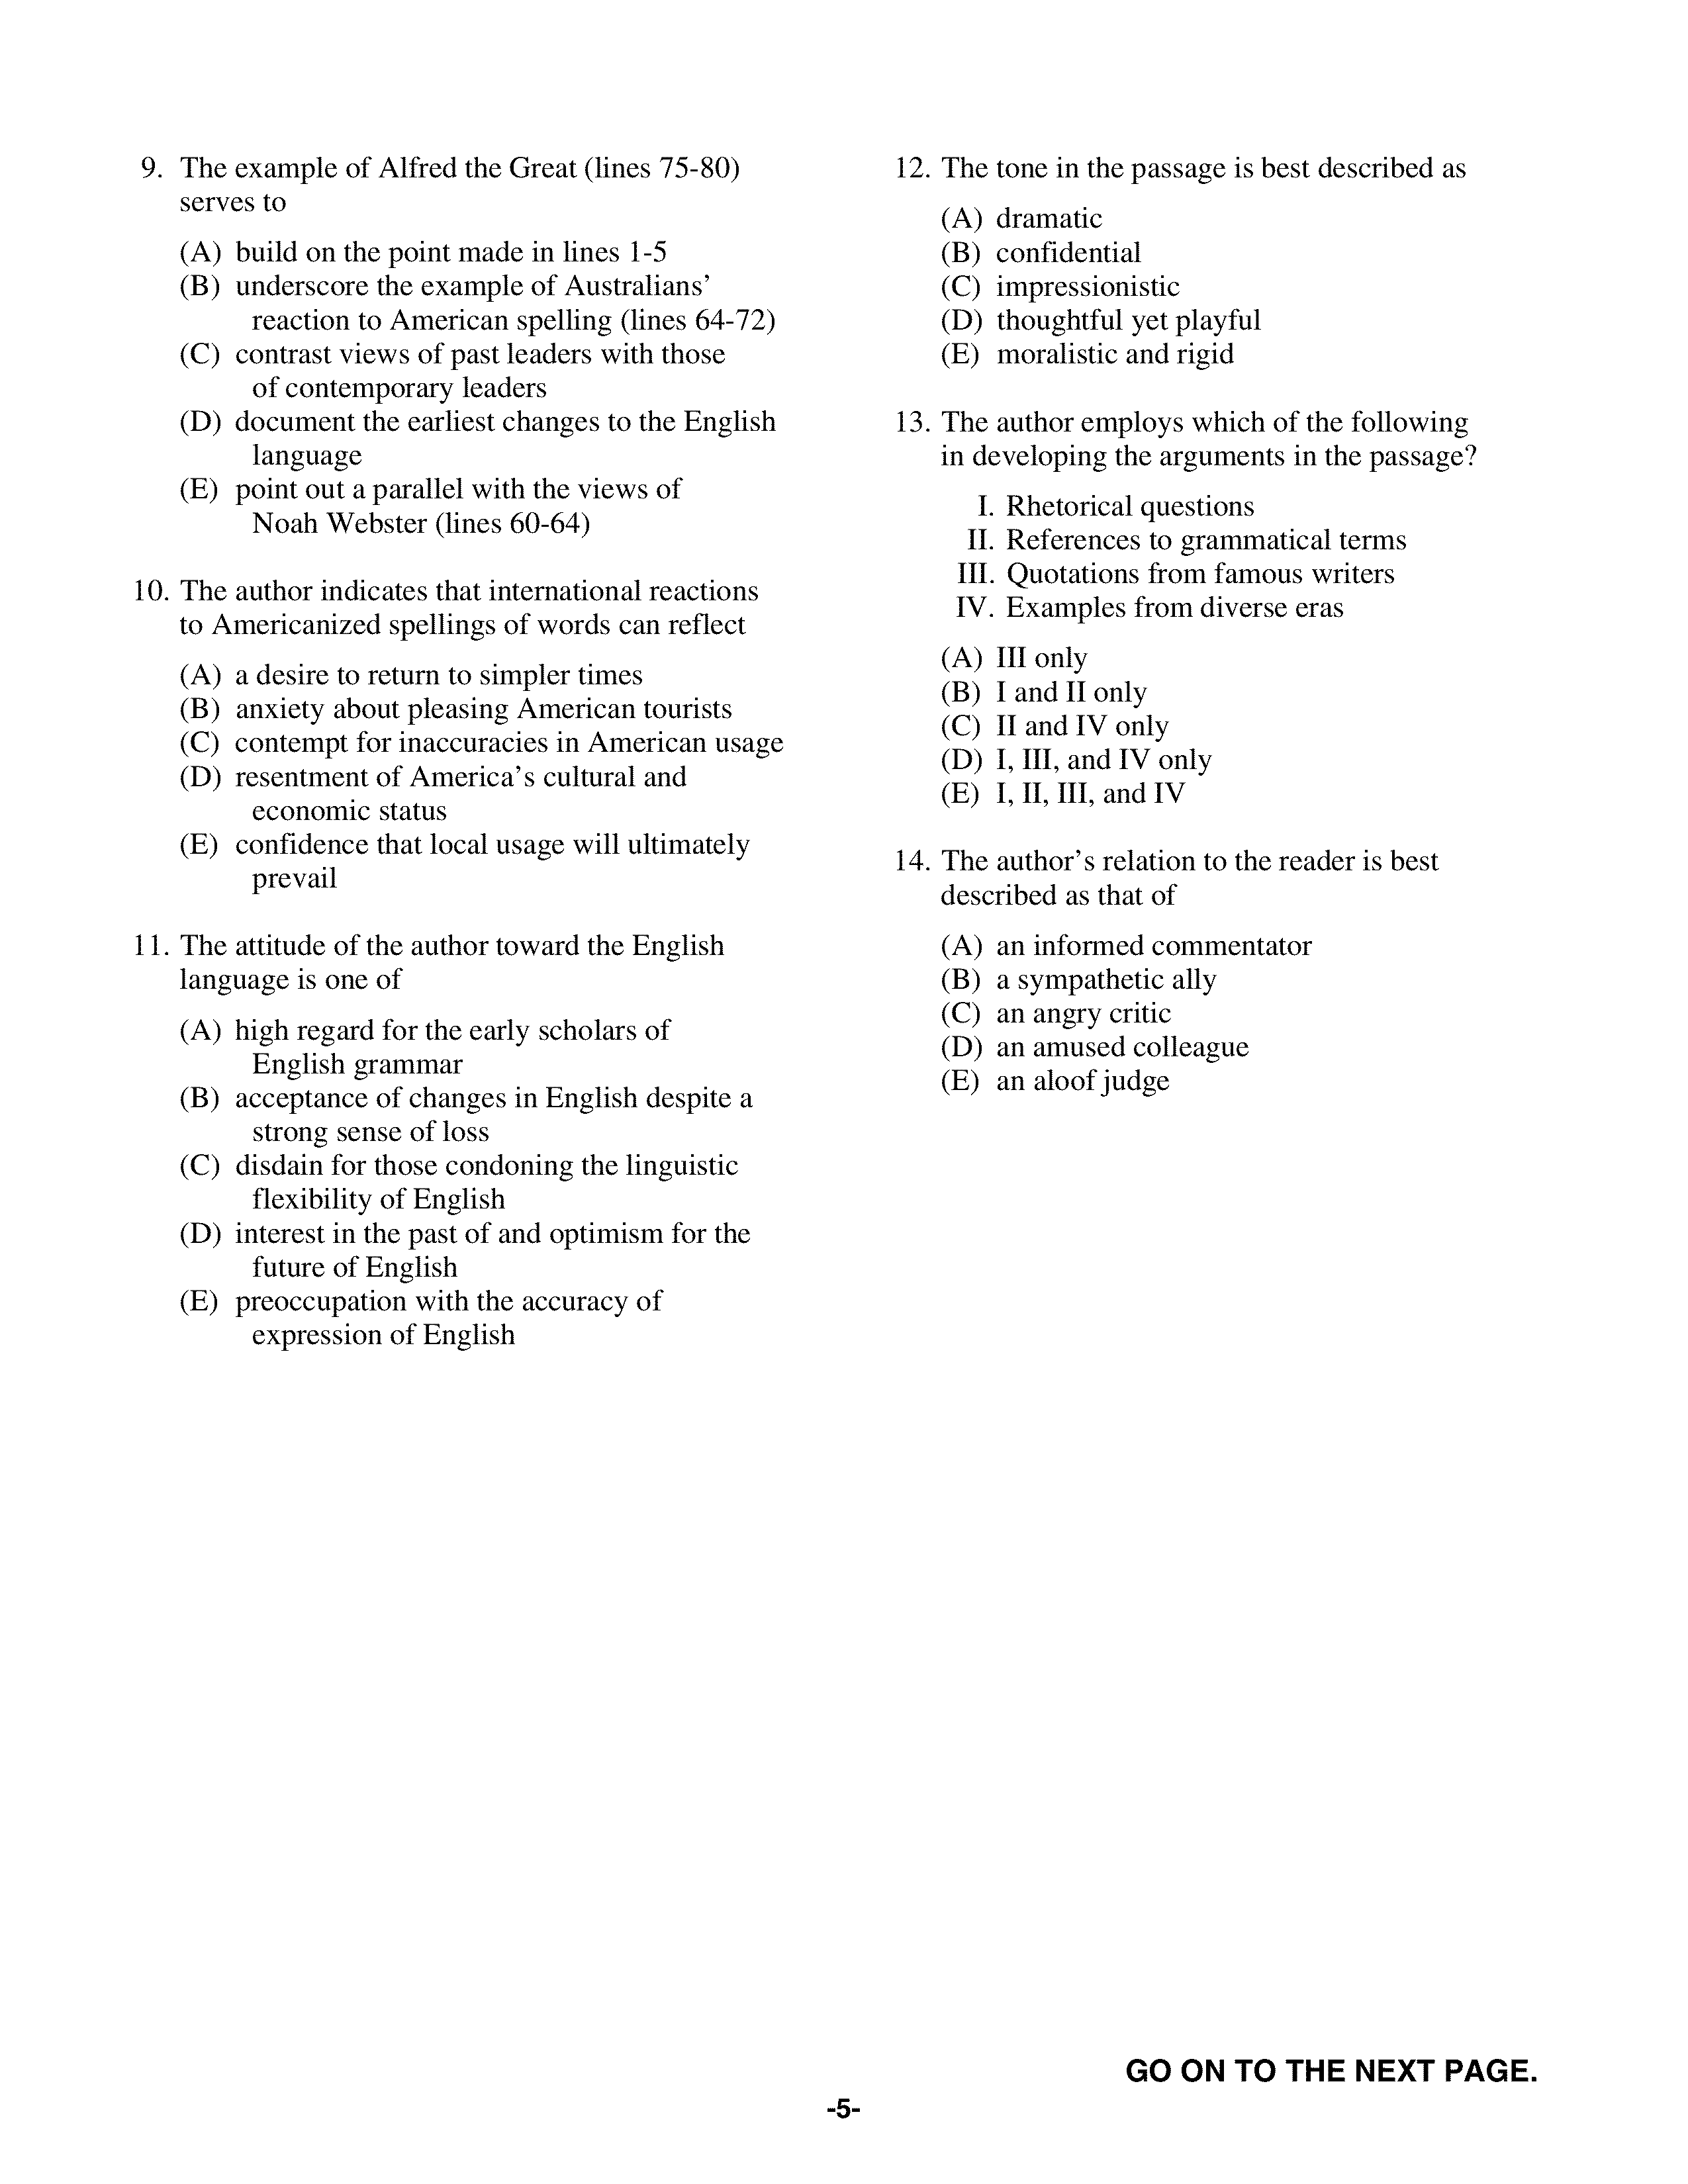 9. The example of Alfred the Great (lines 75-80)
serves to
(A) build on the point made in lines 1-5
(B) underscore the example of Australians’
reaction to American spelling (lines 64-72)
(C) contrast views of past leaders with those
of contemporary leaders
(D) document the earliest changes to the English
language
(E) point out a parallel with the views of
Noah Webster (lines 60-64)
10. The author indicates that international reactions
to Americanized spellings of words can reflect
(A) a desire to return to simpler times
(B) anxiety about pleasing American tourists
(C) contempt for inaccuracies in American usage
(D) resentment of America’s cultural and
economic status
(E) confidence that local usage will ultimately
prevail
11. The attitude of the author toward the English
language is one of
(A) high regard for the early scholars of
English grammar
(B) acceptance of changes in English despite a
strong sense of loss
(C) disdain for those condoning the linguistic
flexibility of English
(D) interest in the past of and optimism for the
future of English
(E) preoccupation with the accuracy of
expression of English
12. The tone in the passage is best described as
(A) dramatic
(B) confidential
(C) impressionistic
(D) thoughtful yet playful
(E) moralistic and rigid
13. The author employs which of the following
in developing the arguments in the passage?
I. Rhetorical questions
II. References to grammatical terms
III. Quotations from famous writers
IV. Examples from diverse eras
(A) III only
(B) I and II only
(C) II and IV only
(D) I, III, and IV only
(E) I, II, III, and IV
14. The author’s relation to the reader is best
described as that of
(A) an informed commentator
(B) a sympathetic ally
(C) an angry critic
(D) an amused colleague
(E) an aloof judge
GO ON TO THE NEXT PAGE.
-5-